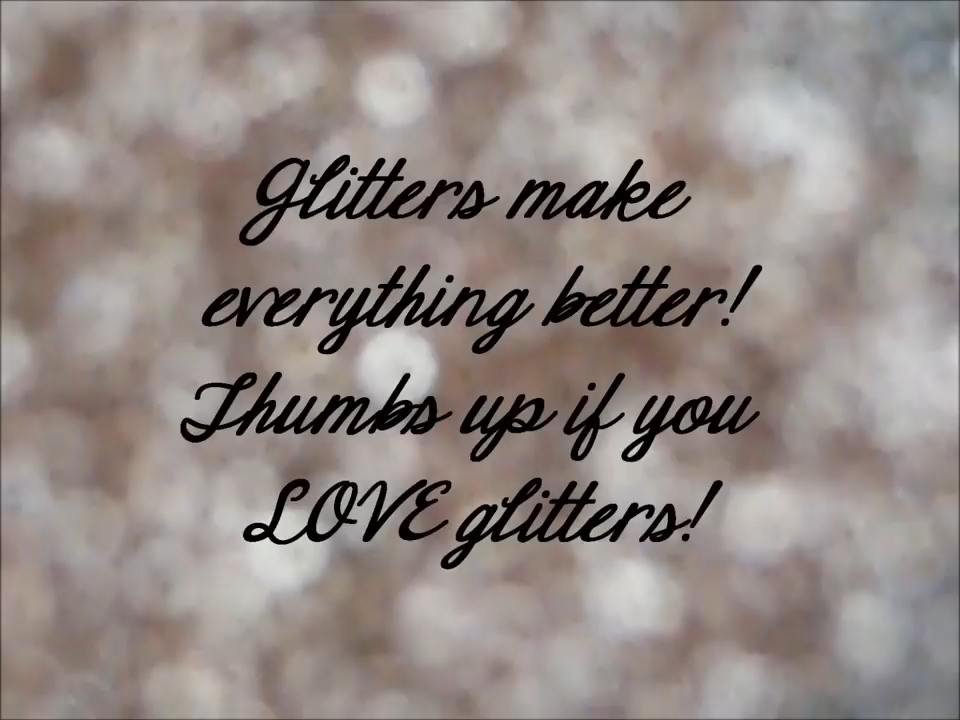 Glitters make
everything better!
Thumbs up if you
LOVE glitters!